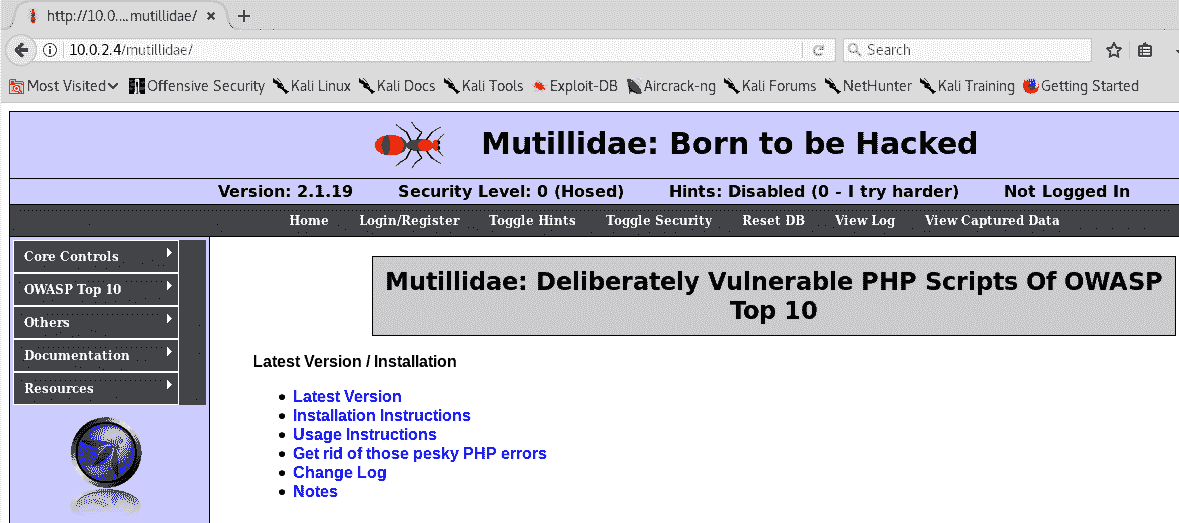 http://10.0....mutillidae/
10.0.2.4/mutillidae/
Search
Most Visited Offensive Security Kali Linux Kali Docs Kali Tools Exploit-DB Aircrack-ng Kali Forums NetHunter Kali Training Getting Started
Mutillidae: Born to be Hacked
Version: 2.1.19 Security Level: 0 (Hosed) Hints: Disabled (0 - I try harder) Not Logged In
Home Login/Register Toggle Hints Toggle Security Reset DB View Log View Captured Data
Core Controls
OWASP Top 10
Others
Documentation
Resources
Mutillidae: Deliberately Vulnerable PHP Scripts Of OWASP
Top 10
Latest Version / Installation
Latest Version
Installation Instructions
Usage Instructions
Get rid of those pesky PHP errors
Change Log
Notes